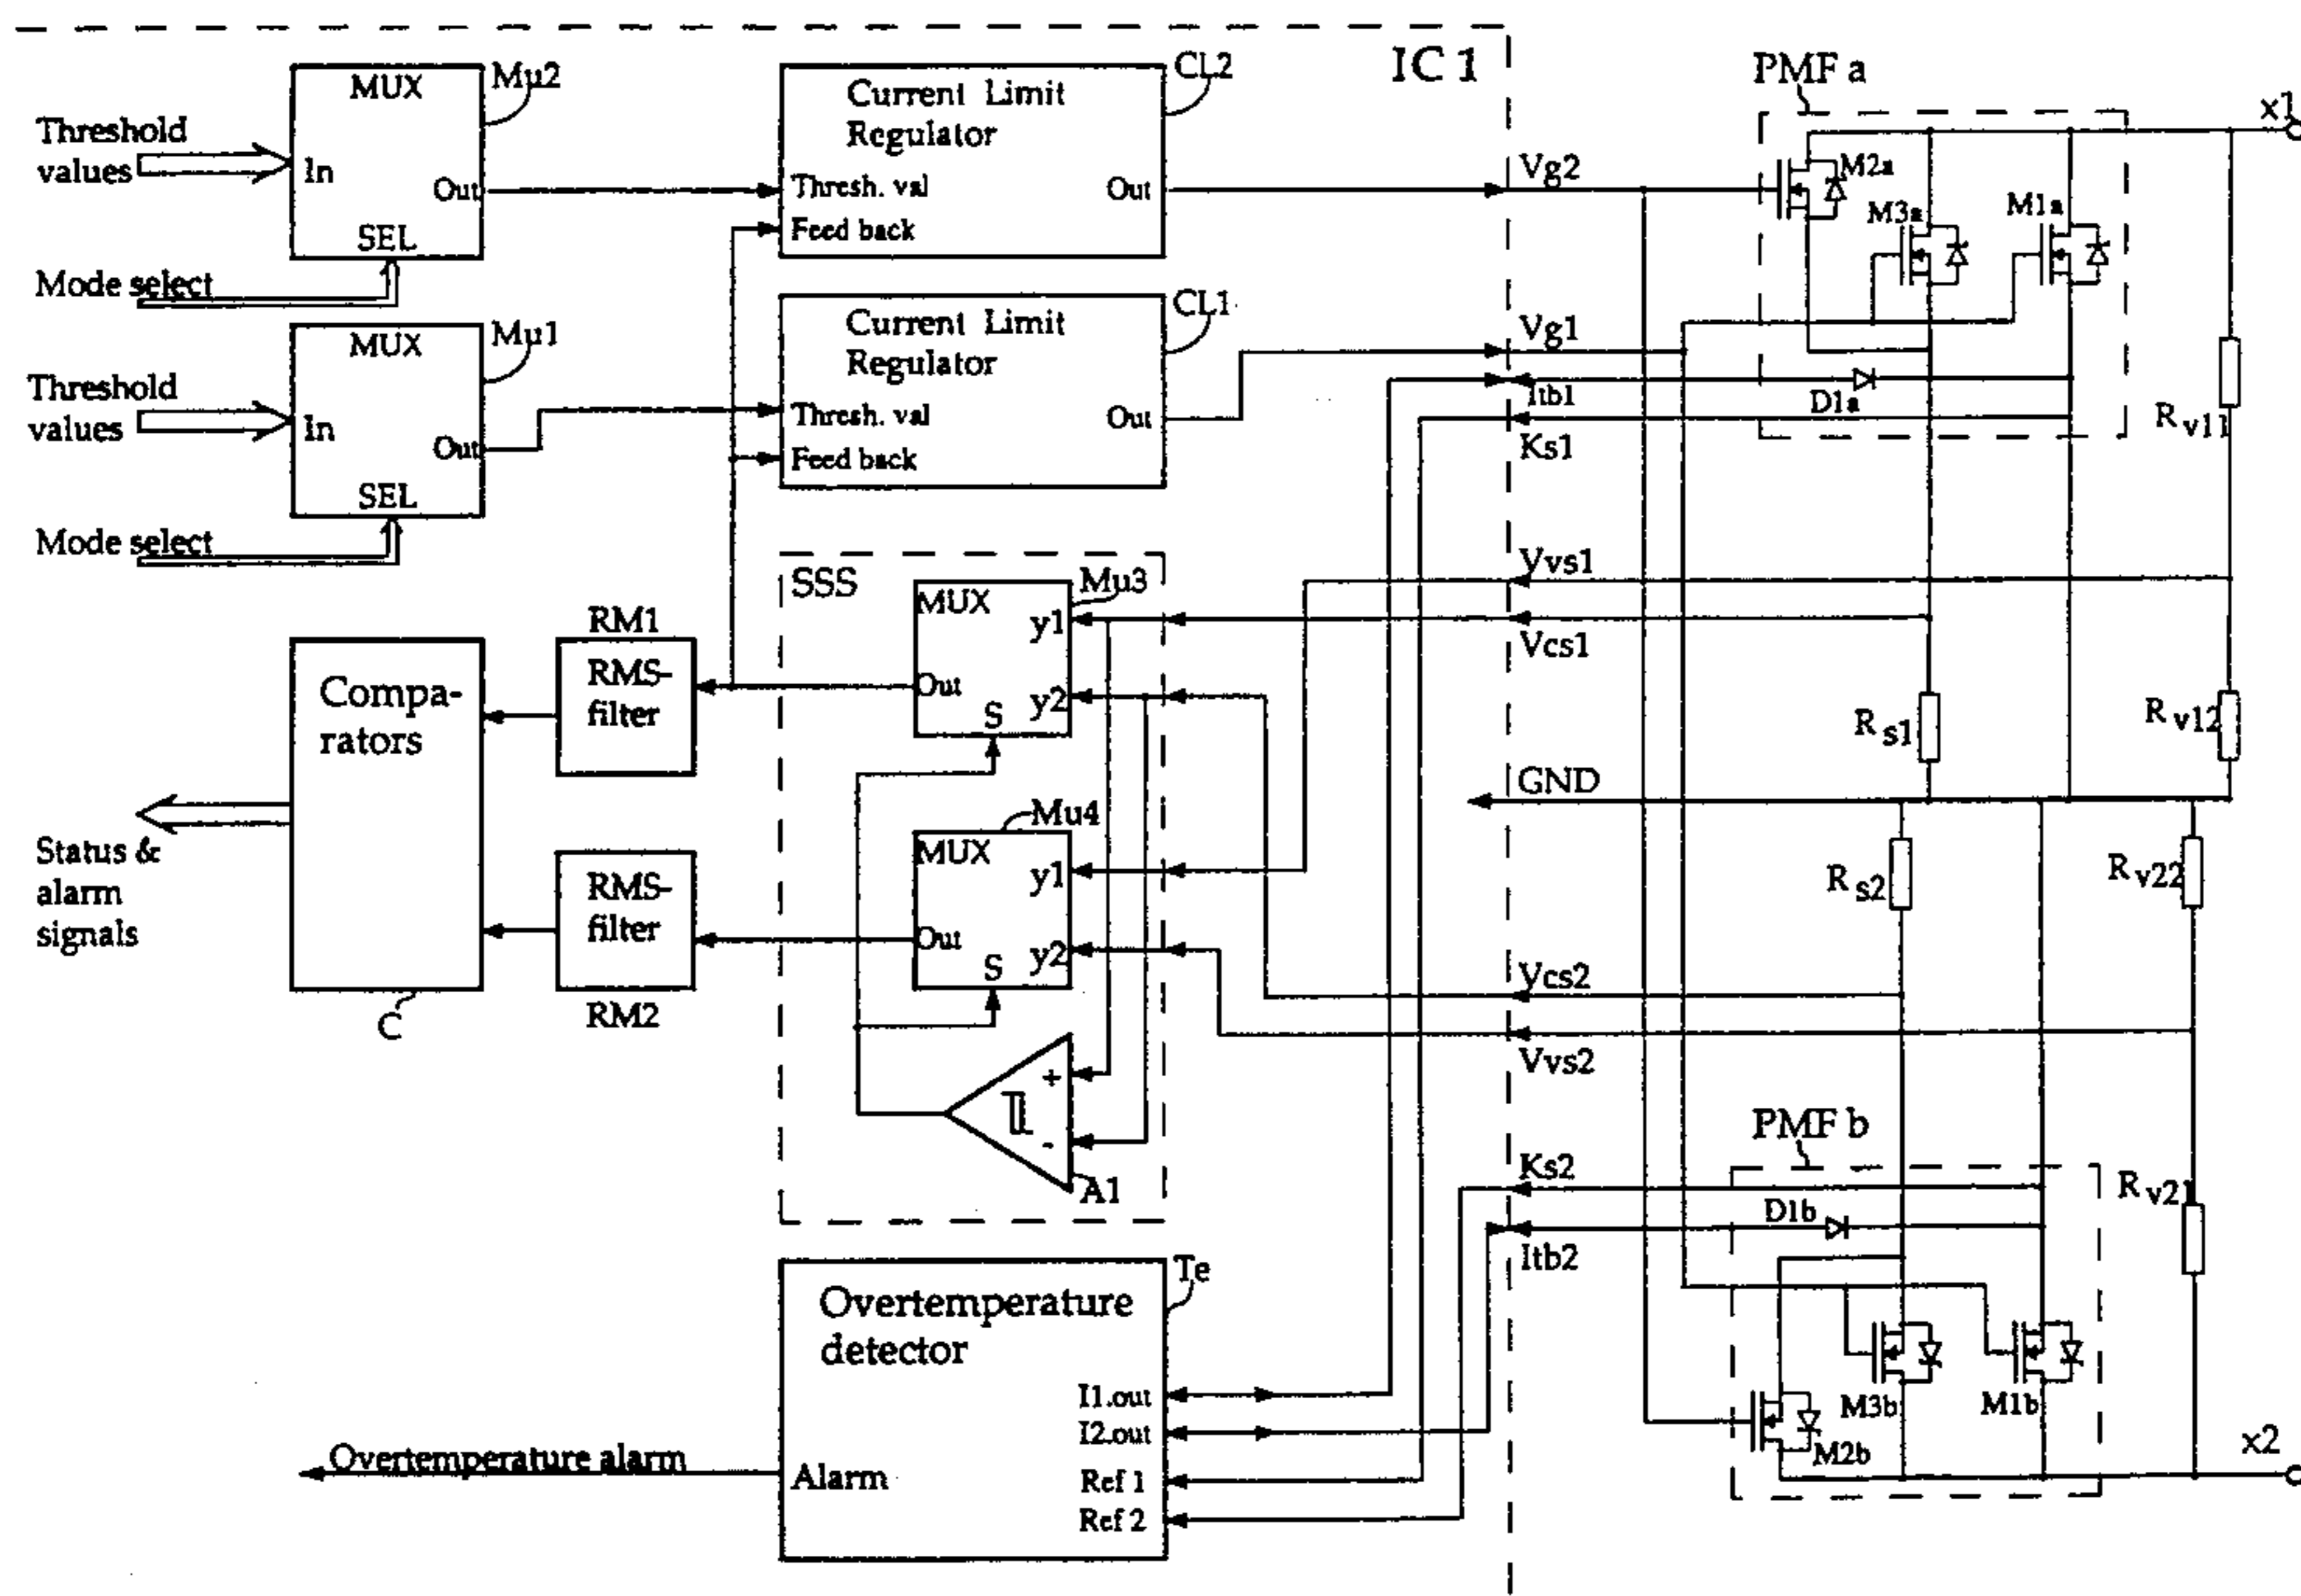 IC 1
MUX
Mu2
Threshold
values
In
Out
SEL
Mode select
Current Limit
Regulator
CL2
Thresh. val
Out
Feed back
Vg2
PMF a
x1
M2a
M3a
M1a
MUX
Mu1
Threshold
values
In
Out
SEL
Mode select
Current Limit
Regulator
CL1
Thresh. val
Out
Feed back
Vg1
Itb1
D1a
Ks1
Rv11
SSS
MUX
Mu3
y1
Out
y2
S
Vvs1
Vcs1
Rs1
Rv12
GND
RM1
RMS-
filter
Compa-
rators
Status &
alarm
signals
C
RMS-
filter
RM2
Mu4
MUX
y1
Out
y2
S
Rs2
Rv22
Vcs2
Vvs2
+
-
A1
PMF b
Ks2
D1b
Itb2
Rv21
M3b
M1b
M2b
x2
Overtemperature
detector
Te
I1.out
I2.out
Alarm
Ref 1
Ref 2
Overtemperature alarm